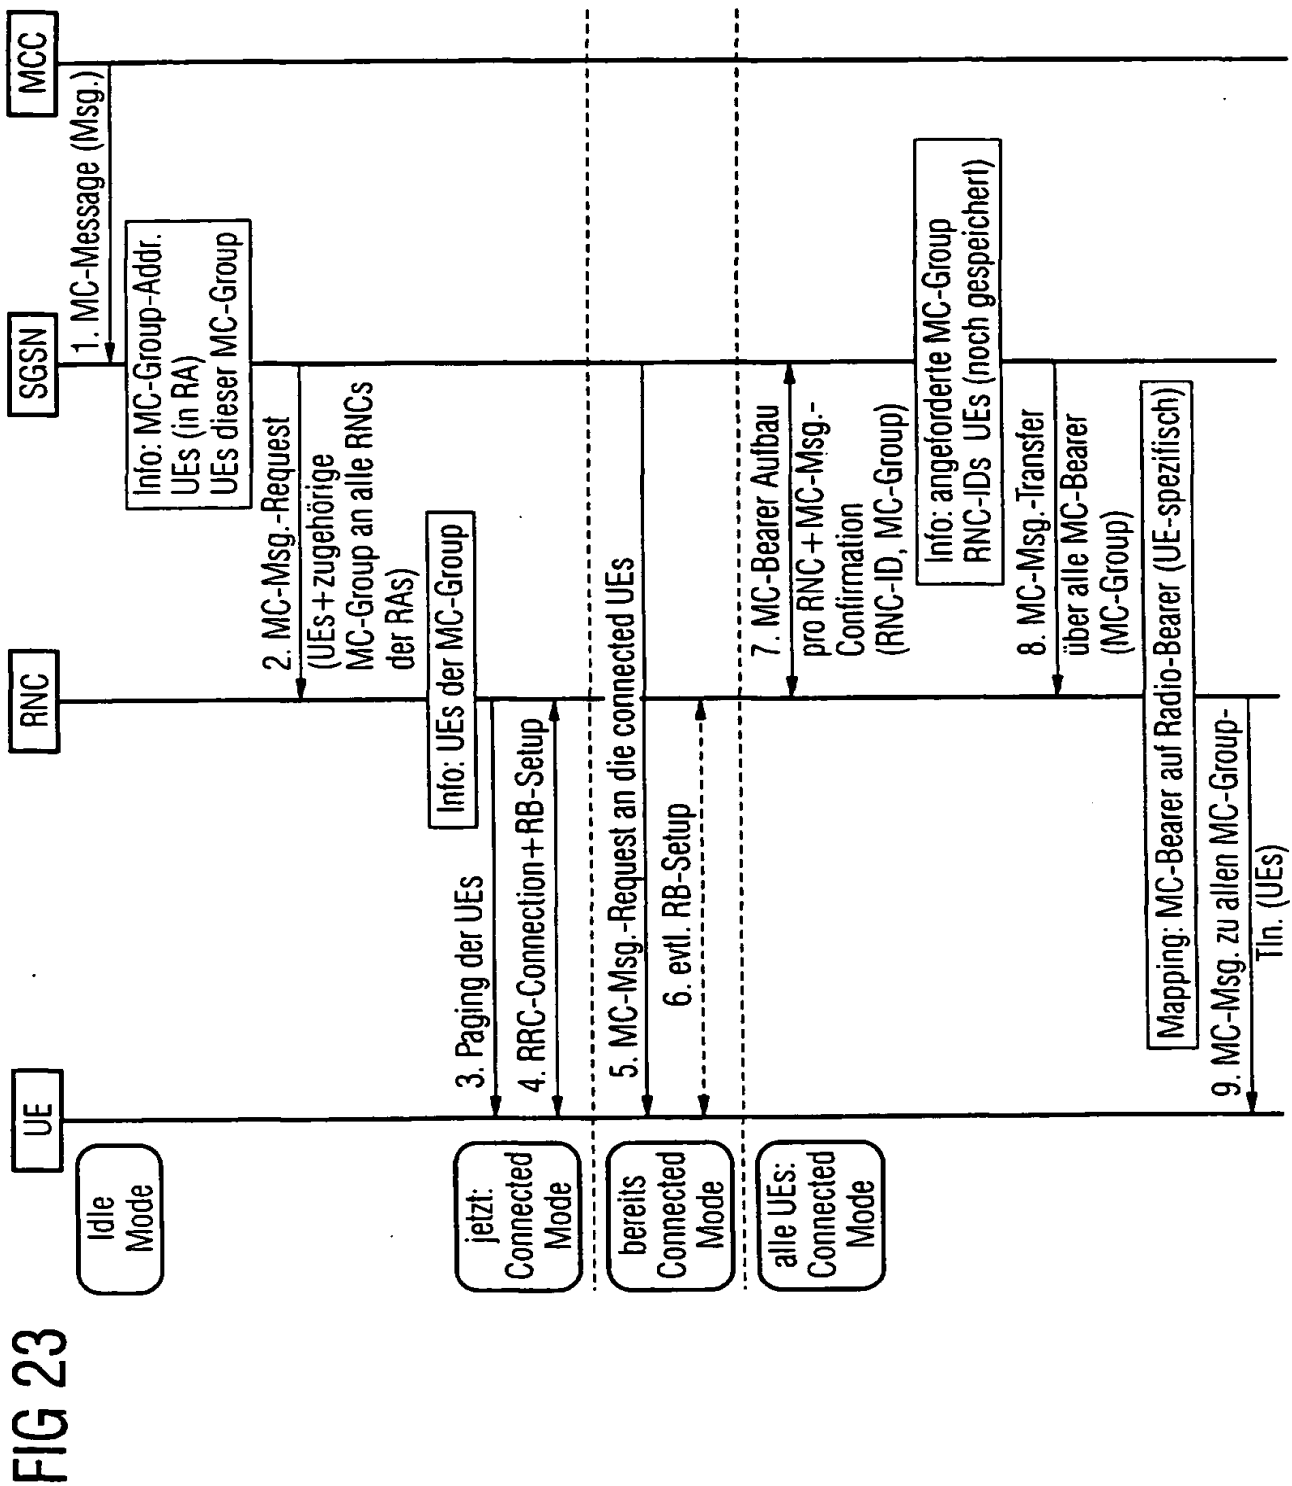 FIG 23
UE
RNC
SGSN
MCC
Idle
Mode
1. MC-Message (Msg.)
Info: MC-Group-Addr.
UEs (in RA)
UEs dieser MC-Group
2. MC-Msg.-Request
(UEs+zugehörige
MC-Group an alle RNCs
der RAs)
Info: UEs der MC-Group
jetzt:
Connected
Mode
3. Paging der UEs
4. RRC-Connection+RB-Setup
bereits
Connected
Mode
5. MC-Msg.-Request an die connected UEs
6. evtl. RB-Setup
alle UEs:
Connected
Mode
7. MC-Bearer Aufbau
pro RNC+MC-Msg.-
Confirmation
(RNC-ID, MC-Group)
Info: angeforderte MC-Group
RNC-IDs UEs (noch gespeichert)
8. MC-Msg.-Transfer
über alle MC-Bearer
(MC-Group)
Mapping: MC-Bearer auf Radio-Bearer (UE-spezifisch)
9. MC-Msg. zu allen MC-Group-
Tln. (UEs)